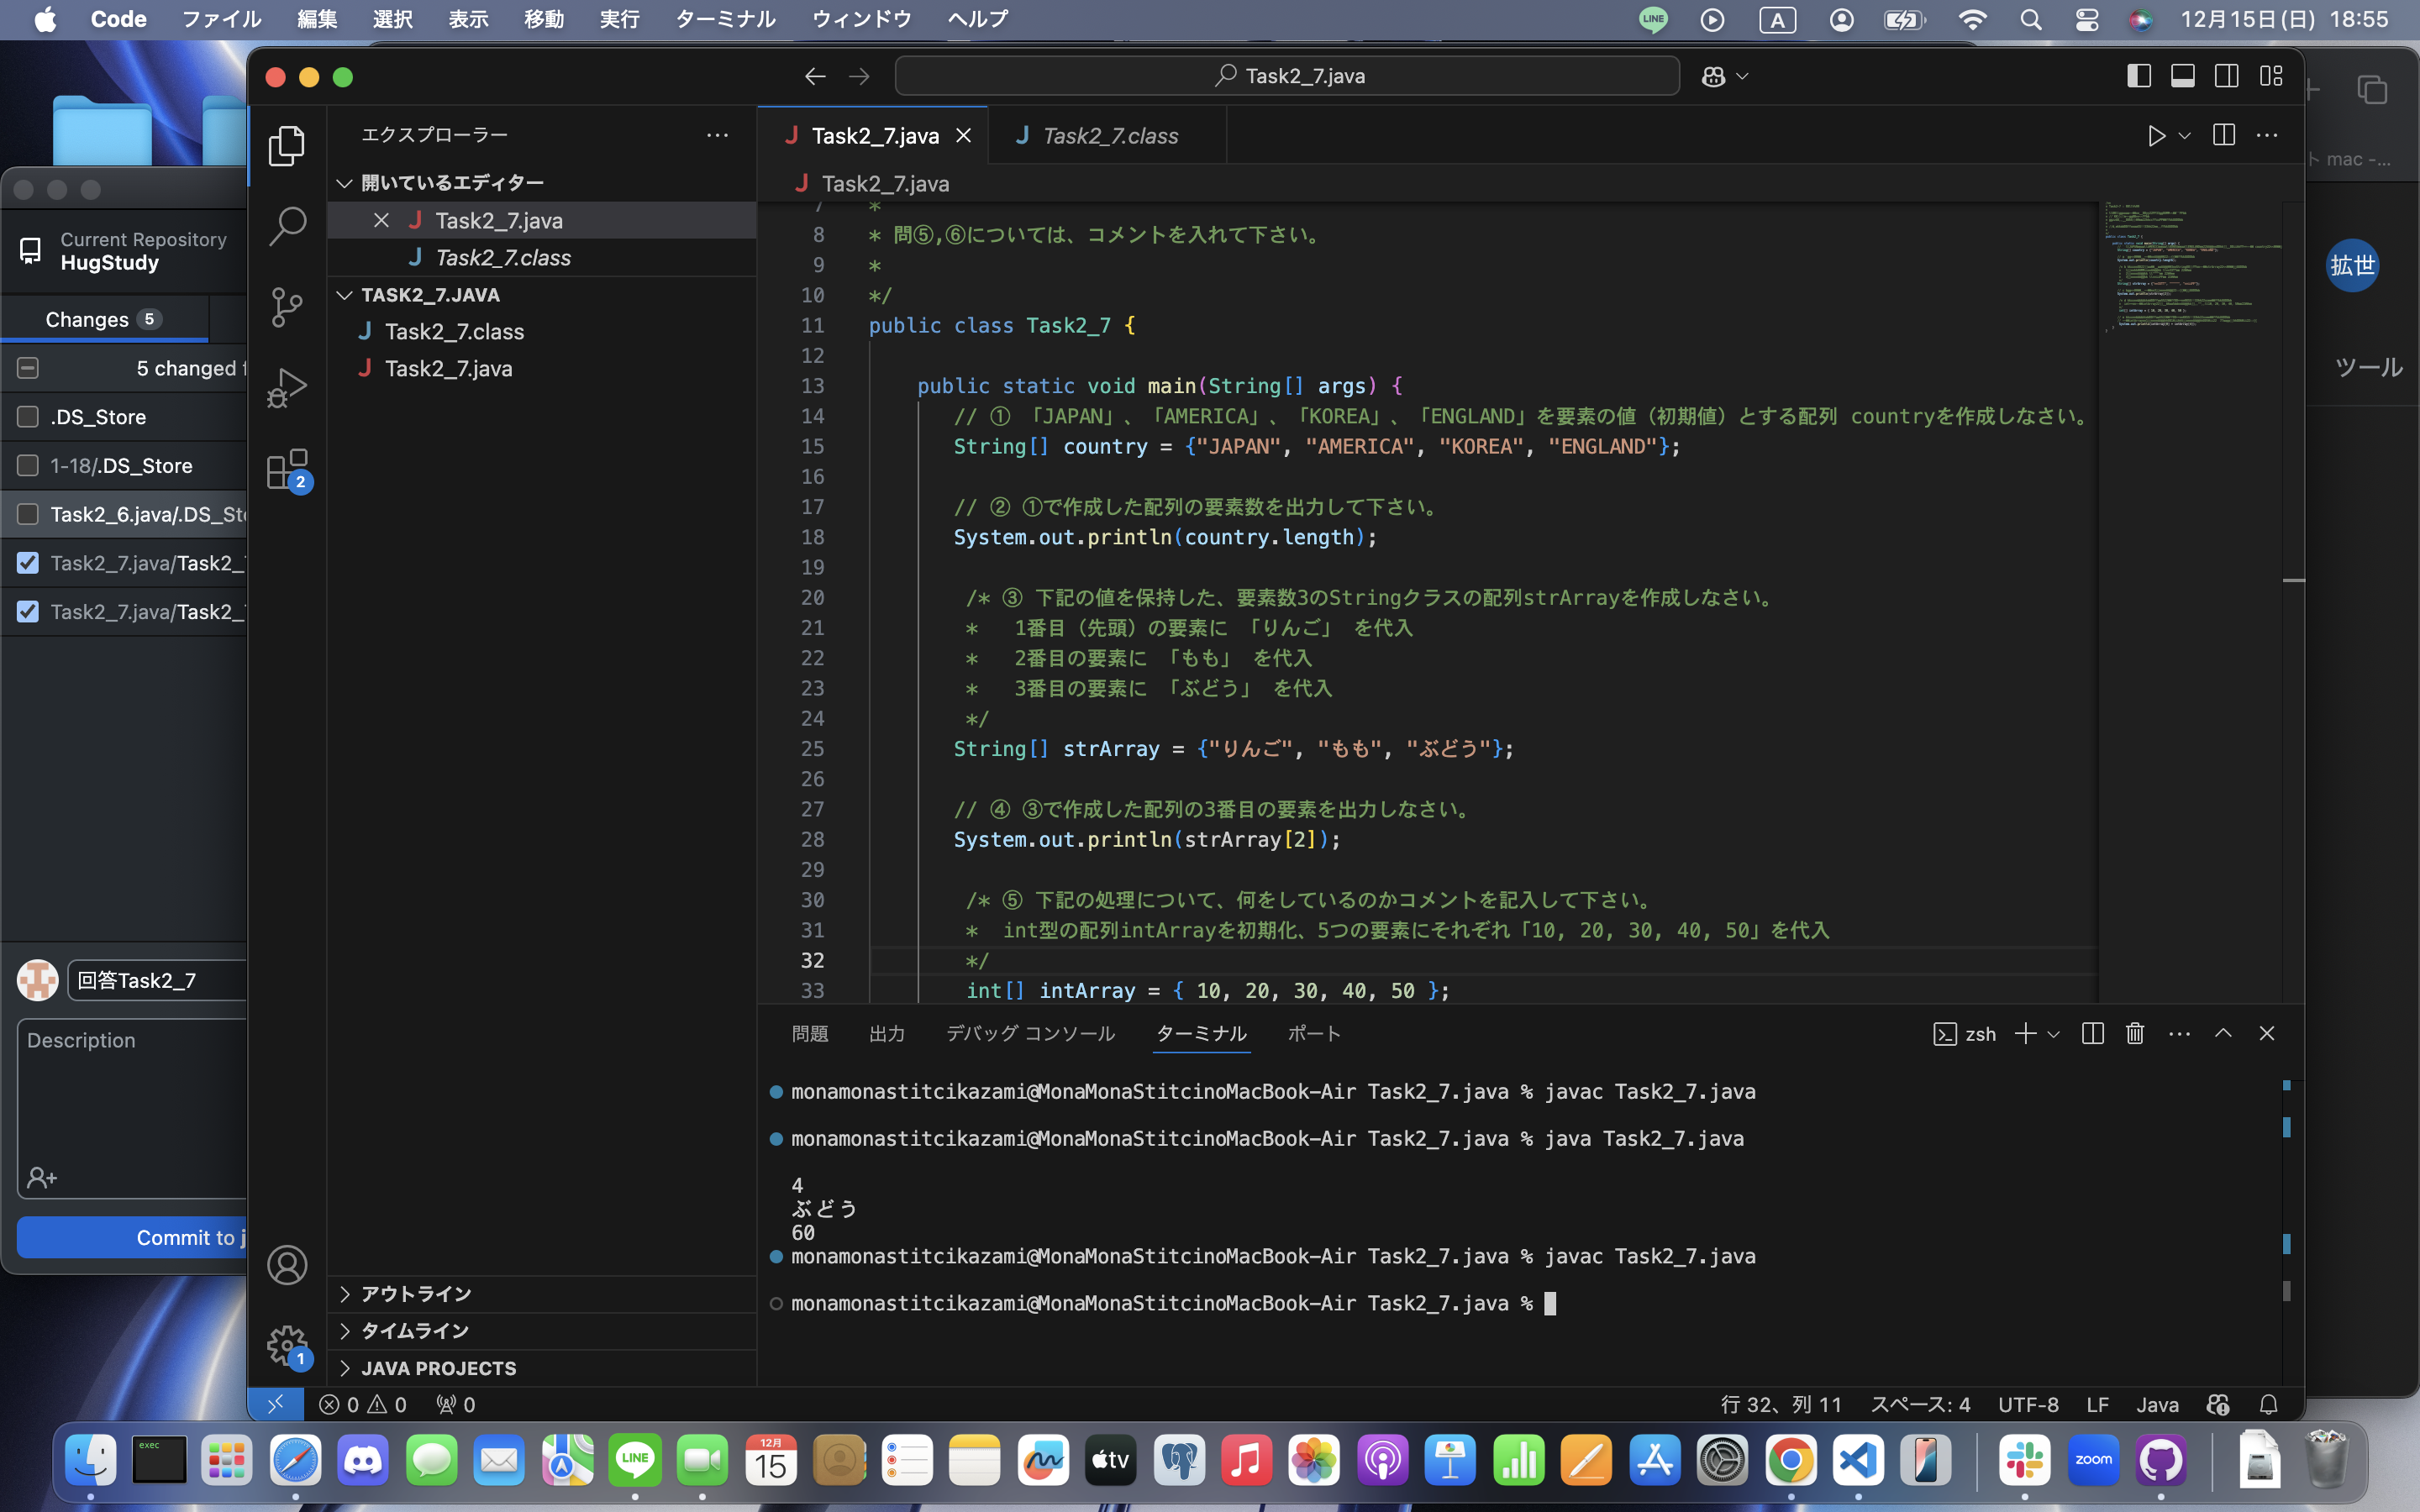 Code ファイル 編集 選択 表示 移動 実行 ターミナル ウィンドウ ヘルプ
LINE A 12月15日(日) 18:55
Task2_7.java
エクスプローラー
開いているエディター
Task2_7.java
Task2_7.class
TASK2_7.JAVA
Task2_7.class
Task2_7.java
アウトライン
タイムライン
JAVA PROJECTS
2
1
Current Repository
HugStudy
Changes 5
5 changed
.DS_Store
1-18/.DS_Store
Task2_6.java/.DS_Sto
Task2_7.java/Task2_
Task2_7.java/Task2_
回答Task2_7
Description
Commit to j
Task2_7.java Task2_7.class
Task2_7.java
7 *
8 * 問⑤,⑥については、コメントを入れて下さい。
9 *
10 */
11 public class Task2_7 {
12
13 public static void main(String[] args) {
14 // ① 「JAPAN」、「AMERICA」、「KOREA」、「ENGLAND」を要素の値（初期値）とする配列 countryを作成しなさい。
15 String[] country = {"JAPAN", "AMERICA", "KOREA", "ENGLAND"};
16
17 // ② ①で作成した配列の要素数を出力して下さい。
18 System.out.println(country.length);
19
20 /* ③ 下記の値を保持した、要素数3のStringクラスの配列strArrayを作成しなさい。
21 * 1番目（先頭）の要素に 「りんご」 を代入
22 * 2番目の要素に 「もも」 を代入
23 * 3番目の要素に 「ぶどう」 を代入
24 */
25 String[] strArray = {"りんご", "もも", "ぶどう"};
26
27 // ④ ③で作成した配列の3番目の要素を出力しなさい。
28 System.out.println(strArray[2]);
29
30 /* ⑤ 下記の処理について、何をしているのかコメントを記入して下さい。
31 * int型の配列intArrayを初期化、5つの要素にそれぞれ「10, 20, 30, 40, 50」を代入
32 */
33 int[] intArray = { 10, 20, 30, 40, 50 };
問題 出力 デバッグ コンソール ターミナル ポート zsh
monamonastitcikazami@MonaMonaStitcinoMacBook-Air Task2_7.java % javac Task2_7.java
monamonastitcikazami@MonaMonaStitcinoMacBook-Air Task2_7.java % java Task2_7.java
4
ぶどう
60
monamonastitcikazami@MonaMonaStitcinoMacBook-Air Task2_7.java % javac Task2_7.java
monamonastitcikazami@MonaMonaStitcinoMacBook-Air Task2_7.java %
0 0 0 行 32、列 11 スペース: 4 UTF-8 LF Java
ト mac -...
拡世
ツール
exec LINE 12月 15 tv zoom